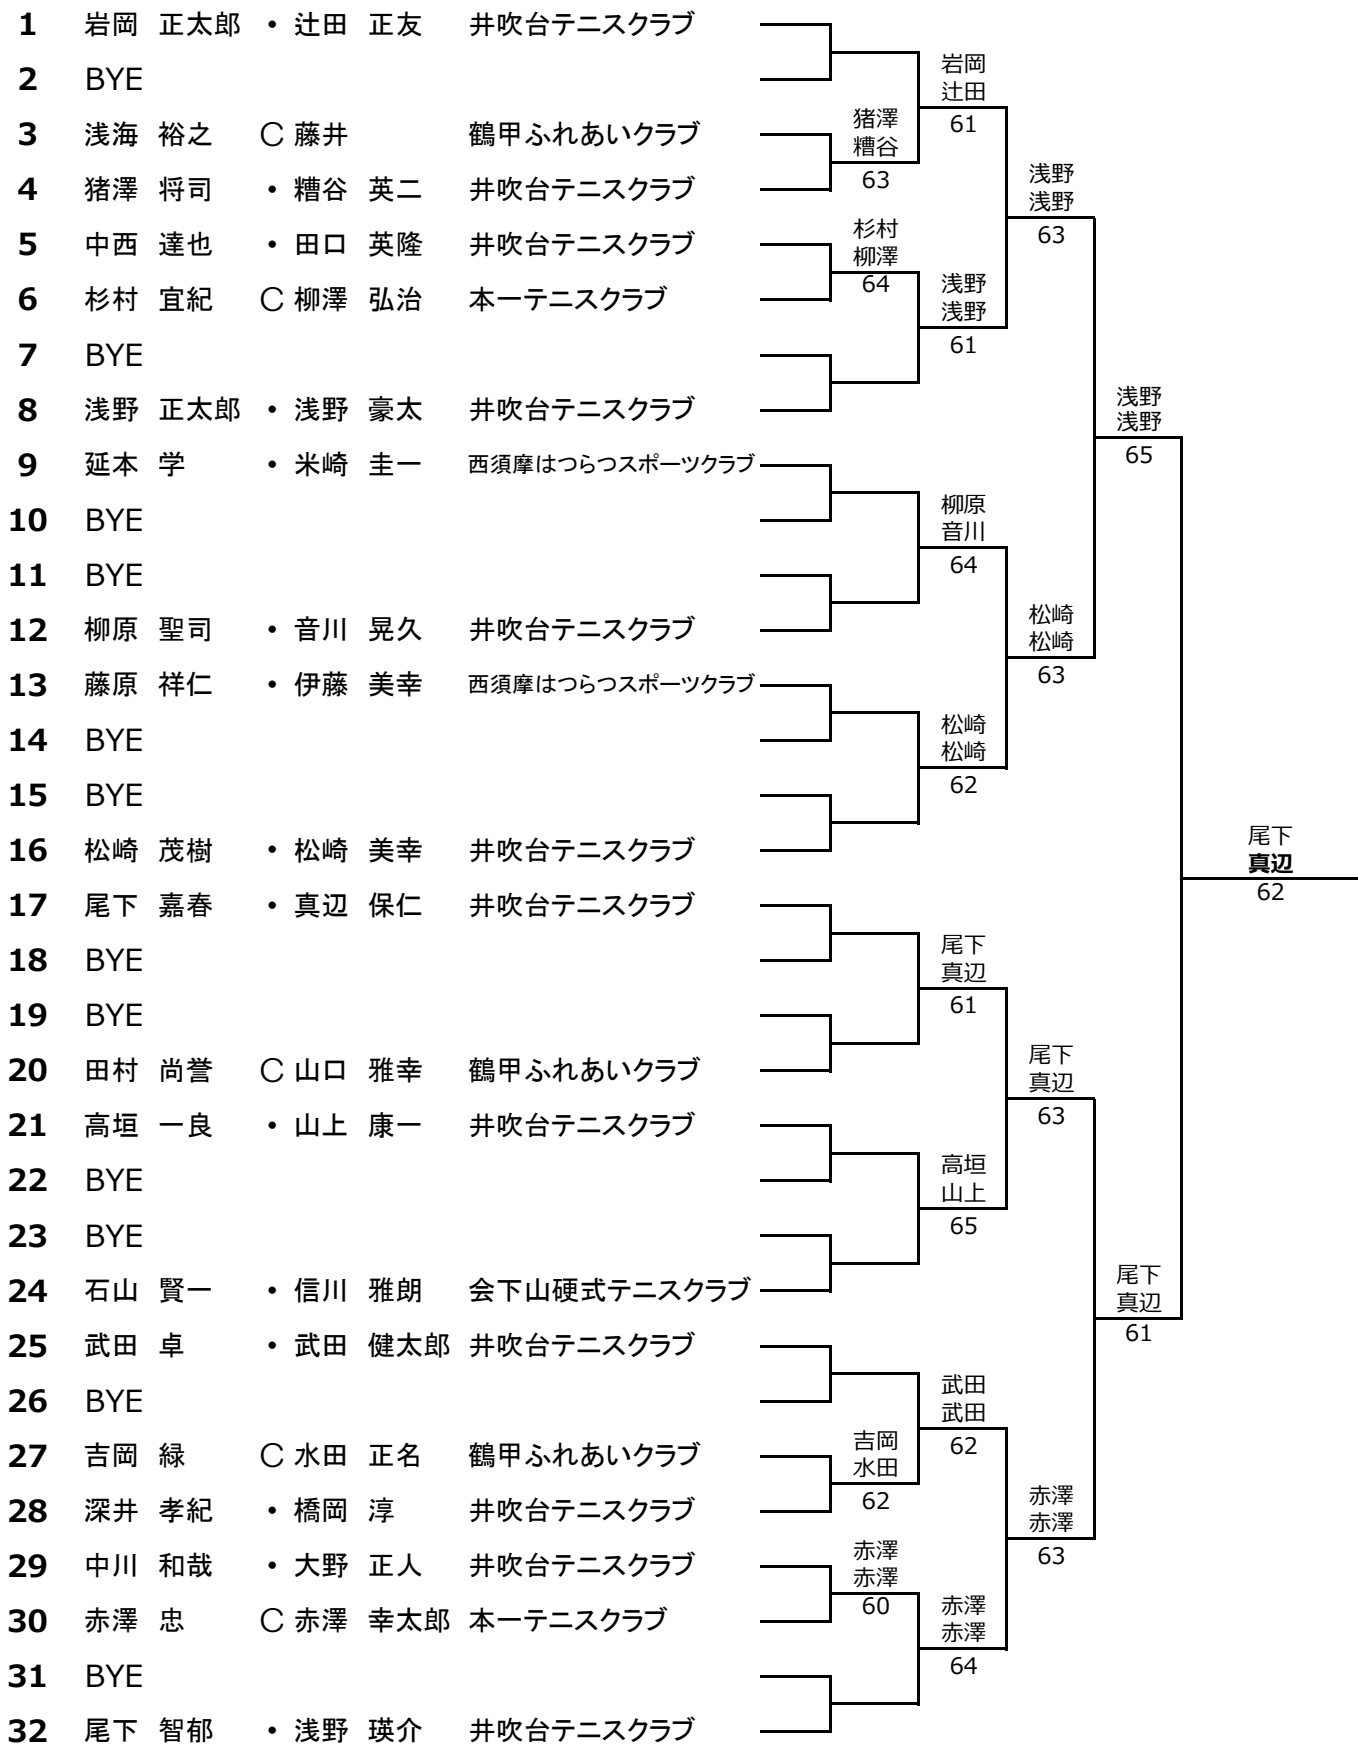 1 岩岡 正太郎 ・ 辻田 正友 井吹台テニスクラブ
2 BYE
岩岡
辻田
61
3 浅海 裕之 C 藤井 鶴甲ふれあいクラブ
猪澤
糟谷
63
4 猪澤 将司 ・ 糟谷 英二 井吹台テニスクラブ
浅野
浅野
63
5 中西 達也 ・ 田口 英隆 井吹台テニスクラブ
杉村
柳澤
64
6 杉村 宜紀 C 柳澤 弘治 本一テニスクラブ
浅野
浅野
61
7 BYE
8 浅野 正太郎 ・ 浅野 豪太 井吹台テニスクラブ
浅野
浅野
65
9 延本 学 ・ 米崎 圭一 西須摩はつらつスポーツクラブ
10 BYE
柳原
音川
64
11 BYE
12 柳原 聖司 ・ 音川 晃久 井吹台テニスクラブ
松崎
松崎
63
13 藤原 祥仁 ・ 伊藤 美幸 西須摩はつらつスポーツクラブ
14 BYE
松崎
松崎
62
15 BYE
16 松崎 茂樹 ・ 松崎 美幸 井吹台テニスクラブ
尾下
真辺
62
17 尾下 嘉春 ・ 真辺 保仁 井吹台テニスクラブ
18 BYE
尾下
真辺
61
19 BYE
20 田村 尚誉 C 山口 雅幸 鶴甲ふれあいクラブ
尾下
真辺
63
21 高垣 一良 ・ 山上 康一 井吹台テニスクラブ
22 BYE
高垣
山上
65
23 BYE
24 石山 賢一 ・ 信川 雅朗 会下山硬式テニスクラブ
尾下
真辺
61
25 武田 卓 ・ 武田 健太郎 井吹台テニスクラブ
26 BYE
武田
武田
62
27 吉岡 緑 C 水田 正名 鶴甲ふれあいクラブ
吉岡
水田
62
28 深井 孝紀 ・ 橋岡 淳 井吹台テニスクラブ
赤澤
赤澤
63
29 中川 和哉 ・ 大野 正人 井吹台テニスクラブ
赤澤
赤澤
60
30 赤澤 忠 C 赤澤 幸太郎 本一テニスクラブ
赤澤
赤澤
64
31 BYE
32 尾下 智郁 ・ 浅野 瑛介 井吹台テニスクラブ